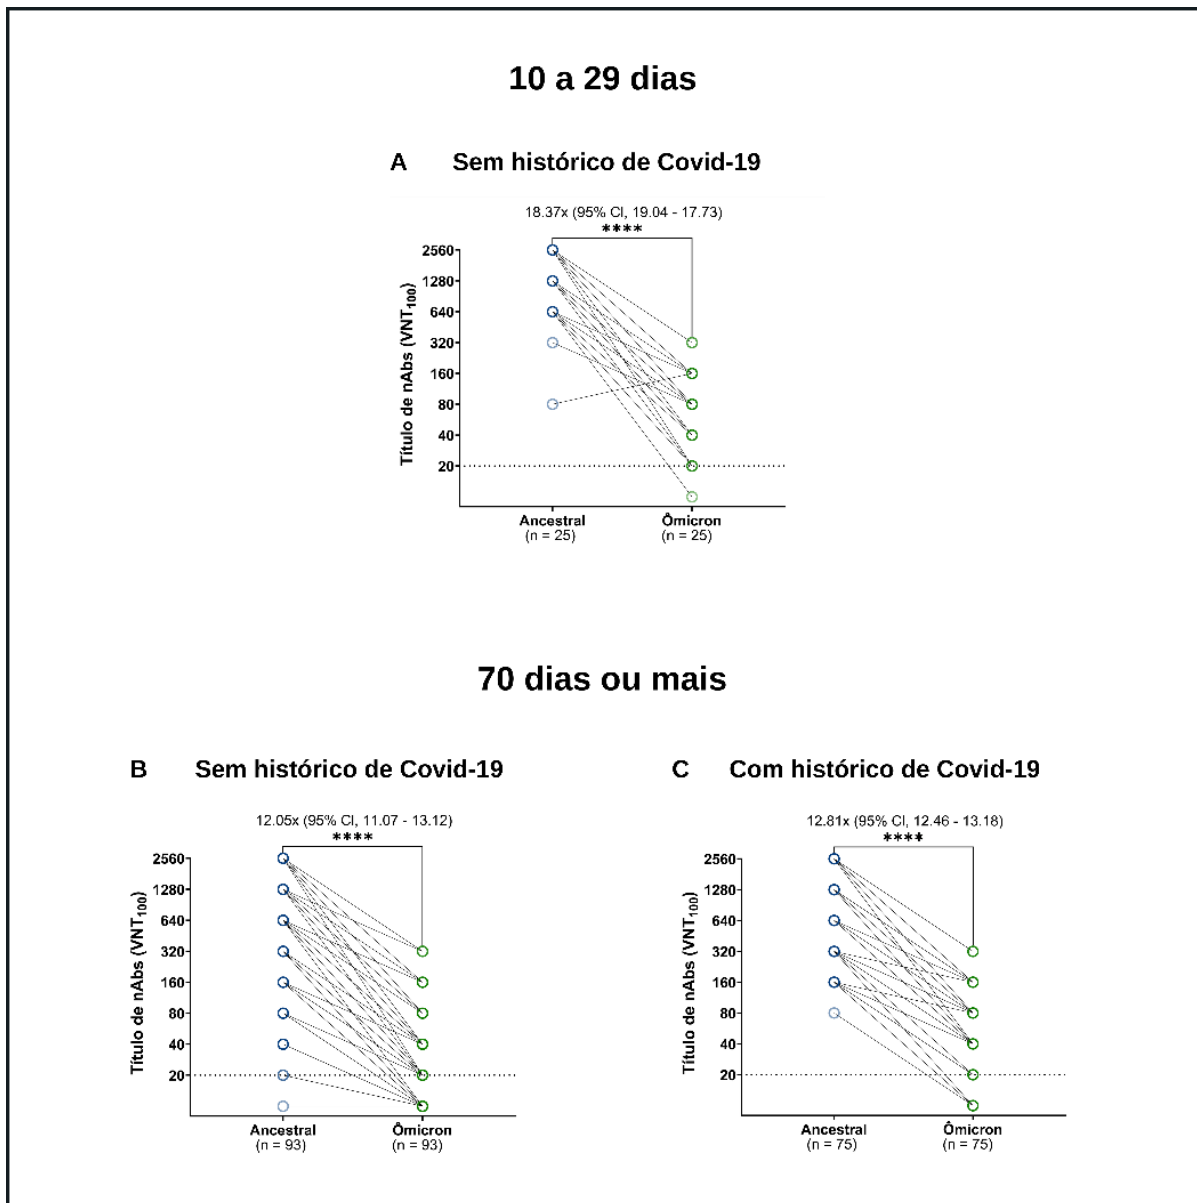 10 a 29 dias
A Sem histórico de Covid-19
18.37x (95% CI, 19.04 - 17.73)
****
2560
1280
640
320
160
80
40
20
Título de nAbs (VNT100)
Ancestral Ômicron
(n = 25) (n = 25)
70 dias ou mais
B Sem histórico de Covid-19
12.05x (95% CI, 11.07 - 13.12)
****
2560
1280
640
320
160
80
40
20
Título de nAbs (VNT100)
Ancestral Ômicron
(n = 93) (n = 93)
C Com histórico de Covid-19
12.81x (95% CI, 12.46 - 13.18)
****
2560
1280
640
320
160
80
40
20
Título de nAbs (VNT100)
Ancestral Ômicron
(n = 75) (n = 75)